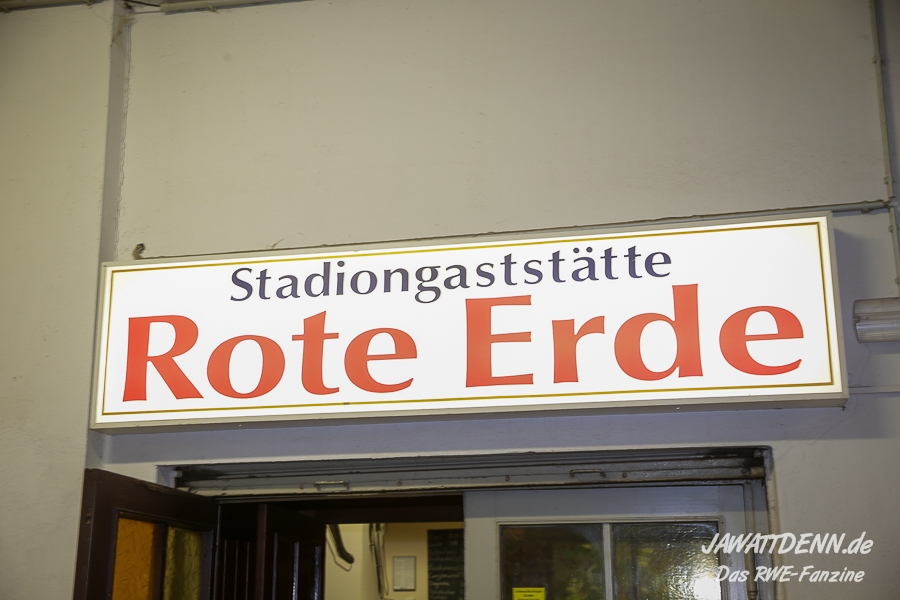 Stadiongaststätte
Rote Erde
JAWATTDENN.de
Das RWE-Fanzine